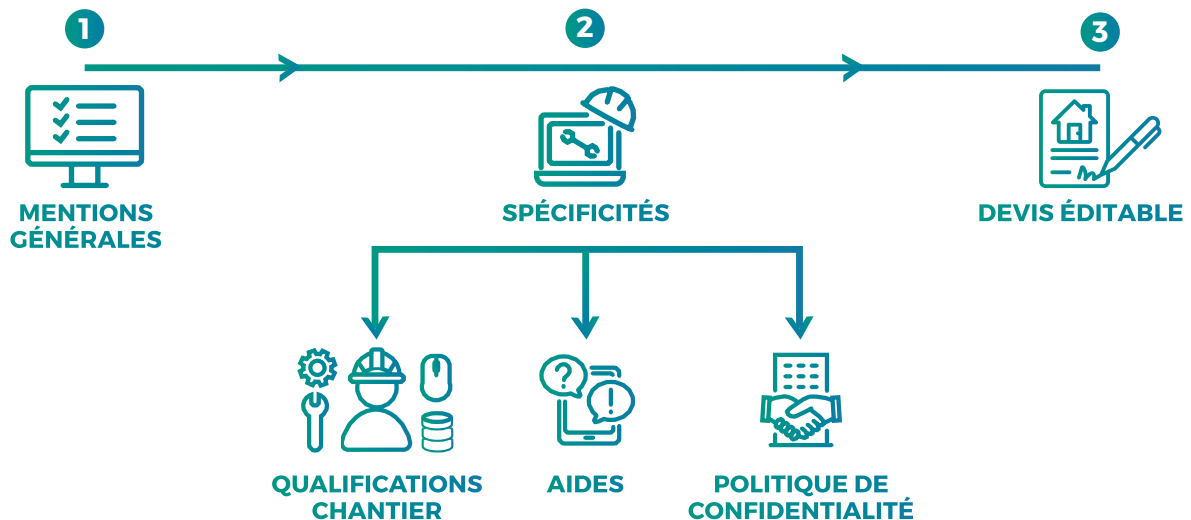 1
2
3
MENTIONS
GÉNÉRALES
SPÉCIFICITÉS
DEVIS ÉDITABLE
?
!
QUALIFICATIONS
CHANTIER
AIDES
POLITIQUE DE
CONFIDENTIALITÉ